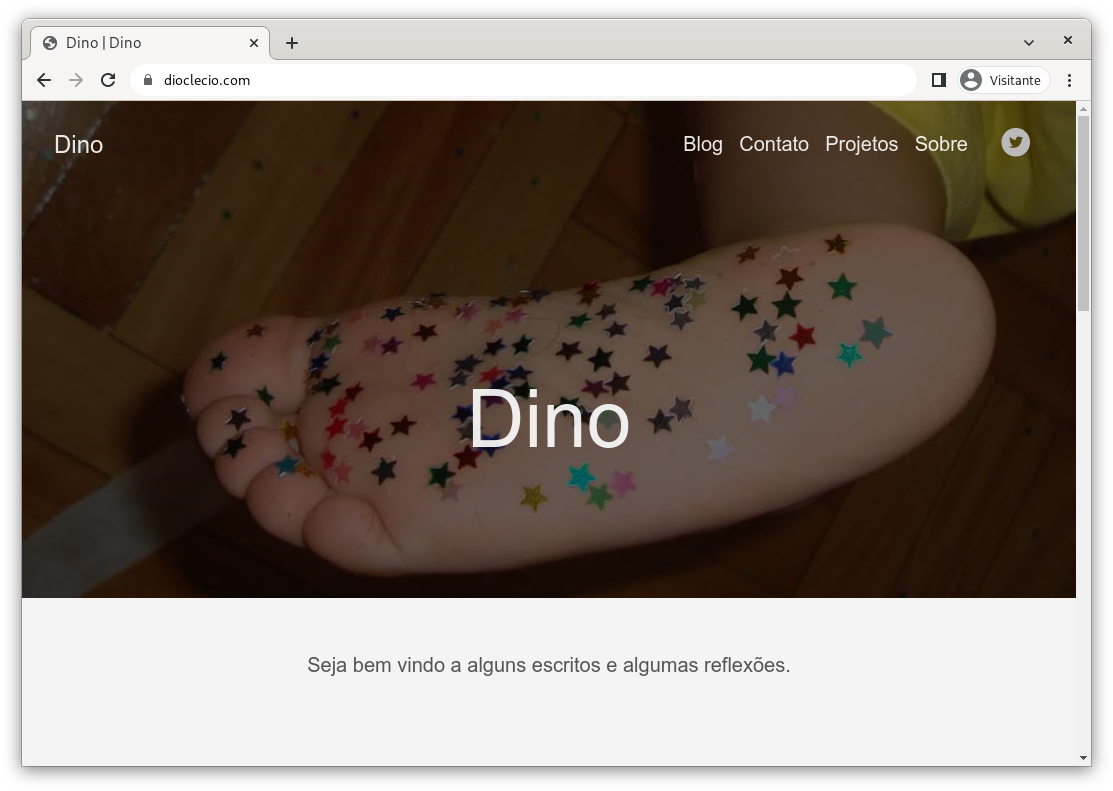 Dino | Dino
dioclecio.com
Visitante
Dino
Blog Contato Projetos Sobre
Dino
Seja bem vindo a alguns escritos e algumas reflexões.